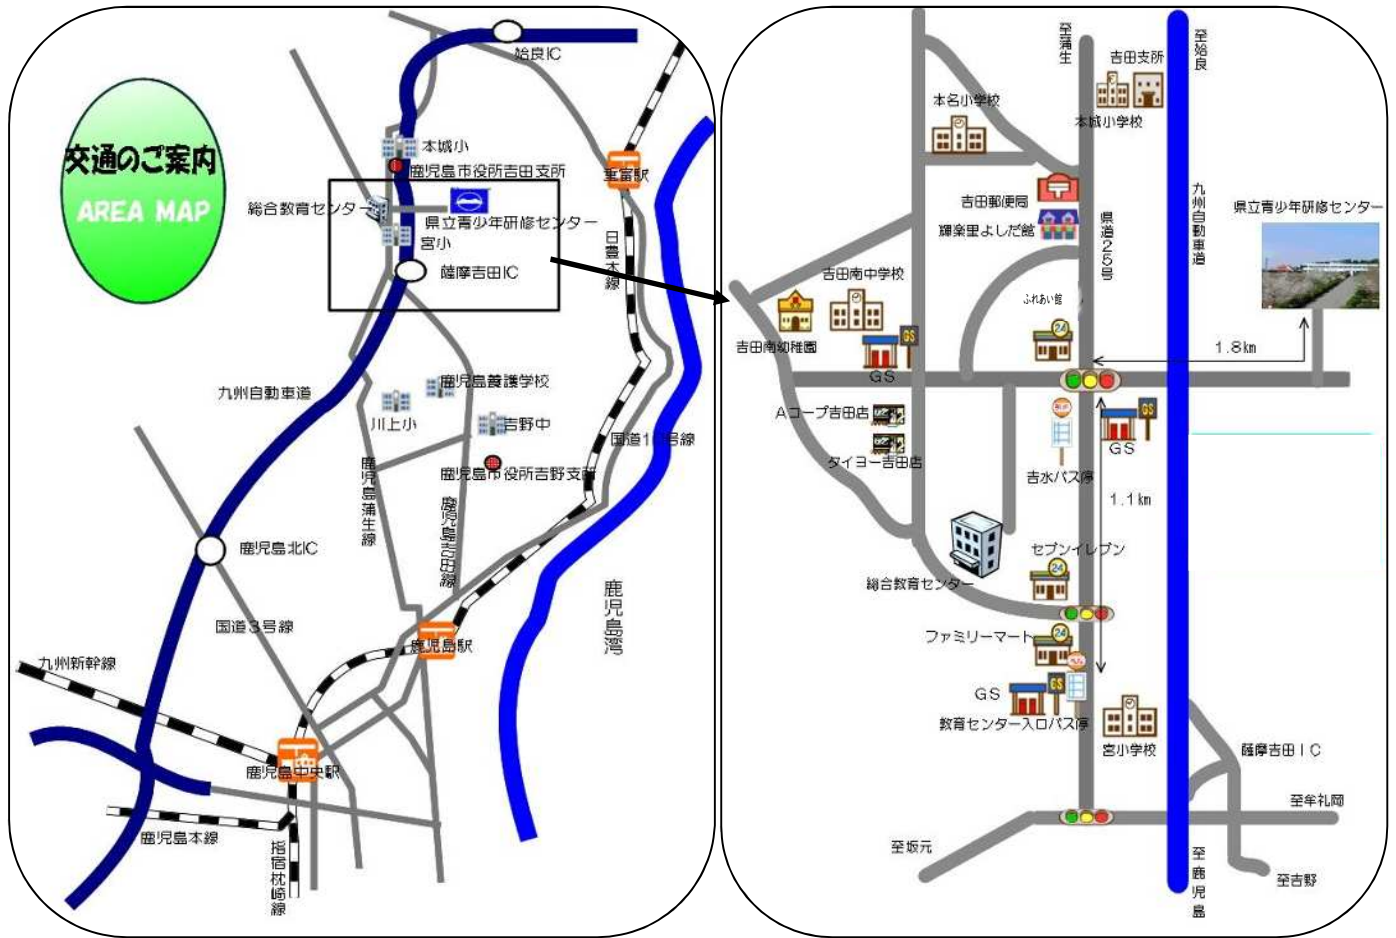 交通のご案内
AREA MAP
姶良IC
本城小
鹿児島市役所吉田支所
重富駅
総合教育センター
県立青少年研修センター
宮小
薩摩吉田IC
日豊本線
九州自動車道
鹿児島養護学校
川上小
吉野中
国道10号線
鹿児島市役所吉野支所
鹿児島蒲生線
鹿児島吉田線
鹿児島北IC
国道3号線
鹿児島湾
鹿児島駅
九州新幹線
鹿児島中央駅
鹿児島本線
指宿枕崎線
至蒲生
至姶良
吉田支所
本名小学校
本城小学校
吉田郵便局
輝楽里よしだ館
県道25号
九州自動車道
県立青少年研修センター
吉田南中学校
ふれあい館
24
吉田南幼稚園
GS
GS
1.8km
Aコープ吉田店
タイヨー吉田店
GS
GS
吉水バス停
1.1km
セブンイレブン
24
総合教育センター
ファミリーマート
24
GS
GS
教育センター入口バス停
宮小学校
薩摩吉田IC
至牟礼岡
至坂元
至鹿児島
至吉野